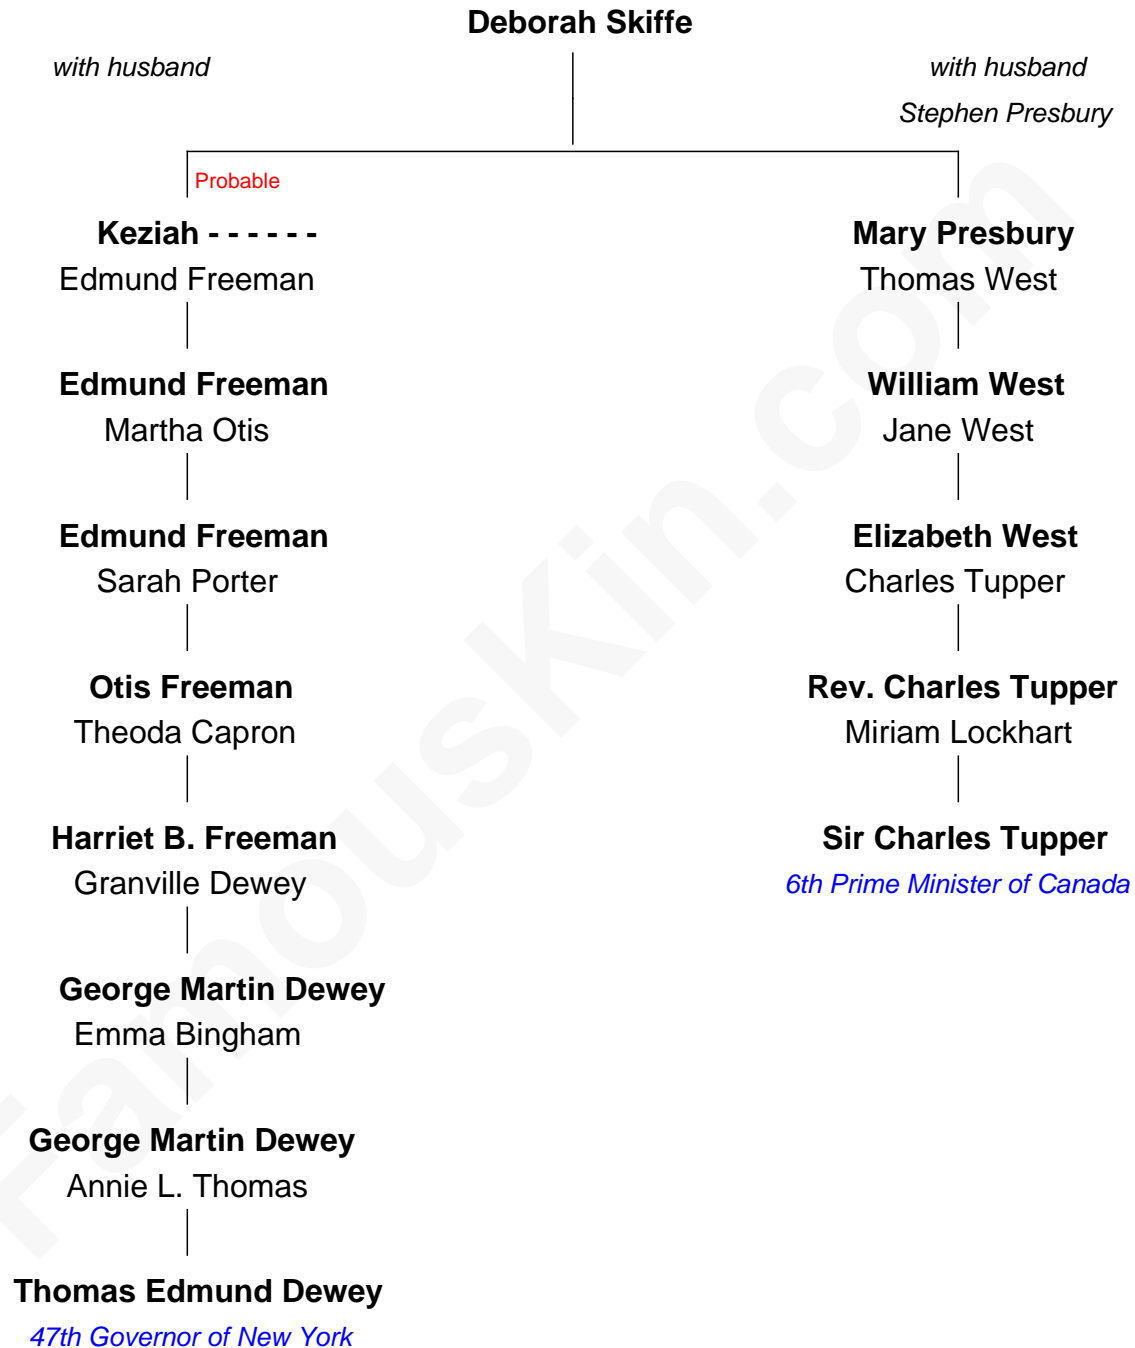 Deborah Skiffe
with husband
with husband
Stephen Presbury
Probable
Keziah - - - - - -
Edmund Freeman
Edmund Freeman
Martha Otis
Edmund Freeman
Sarah Porter
Otis Freeman
Theoda Capron
Harriet B. Freeman
Granville Dewey
George Martin Dewey
Emma Bingham
George Martin Dewey
Annie L. Thomas
Thomas Edmund Dewey
47th Governor of New York
Mary Presbury
Thomas West
William West
Jane West
Elizabeth West
Charles Tupper
Rev. Charles Tupper
Miriam Lockhart
Sir Charles Tupper
6th Prime Minister of Canada
FamousKin.com